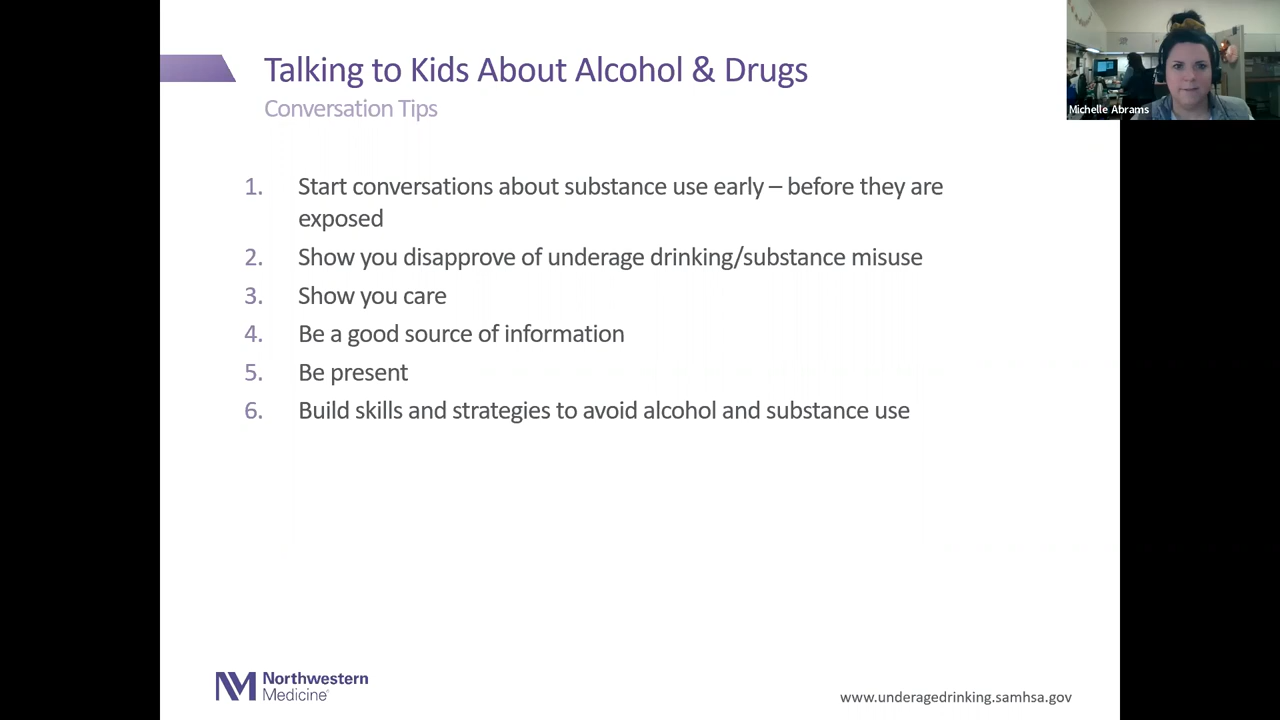 Talking to Kids About Alcohol & Drugs
Conversation Tips
Michelle Abrams
1. Start conversations about substance use early – before they are
exposed
2. Show you disapprove of underage drinking/substance misuse
3. Show you care
4. Be a good source of information
5. Be present
6. Build skills and strategies to avoid alcohol and substance use
NM Northwestern
Medicine®
www.underagedrinking.samhsa.gov